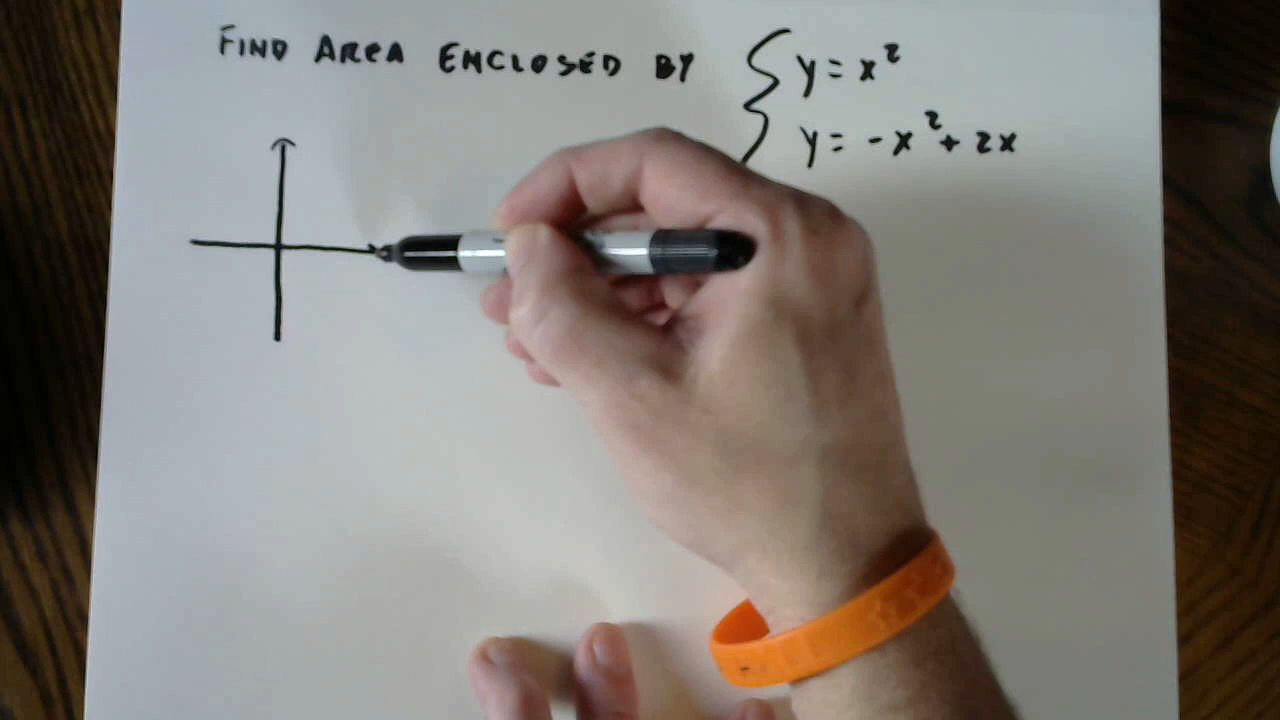 FIND AREA ENCLOSED BY { y = x²
y = -x² + 2x